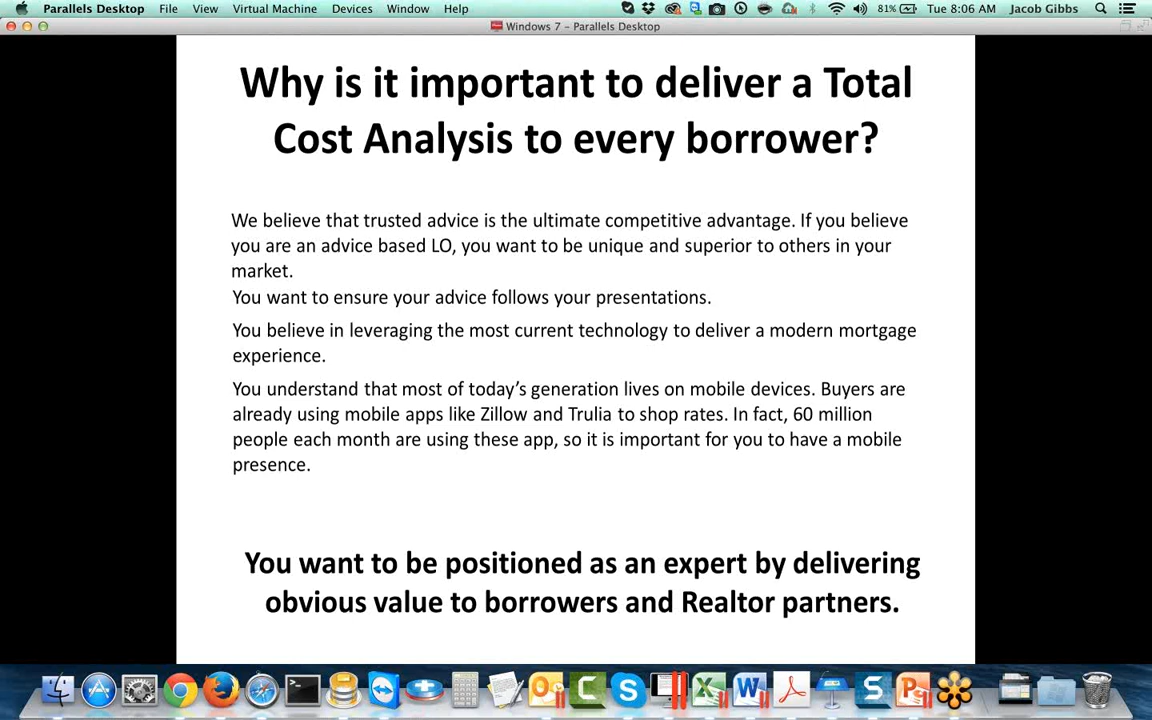 Parallels Desktop File View Virtual Machine Devices Window Help 81% Tue 8:06 AM Jacob Gibbs
Windows 7 - Parallels Desktop
Why is it important to deliver a Total
Cost Analysis to every borrower?
We believe that trusted advice is the ultimate competitive advantage. If you believe
you are an advice based LO, you want to be unique and superior to others in your
market.
You want to ensure your advice follows your presentations.
You believe in leveraging the most current technology to deliver a modern mortgage
experience.
You understand that most of today’s generation lives on mobile devices. Buyers are
already using mobile apps like Zillow and Trulia to shop rates. In fact, 60 million
people each month are using these app, so it is important for you to have a mobile
presence.
You want to be positioned as an expert by delivering
obvious value to borrowers and Realtor partners.